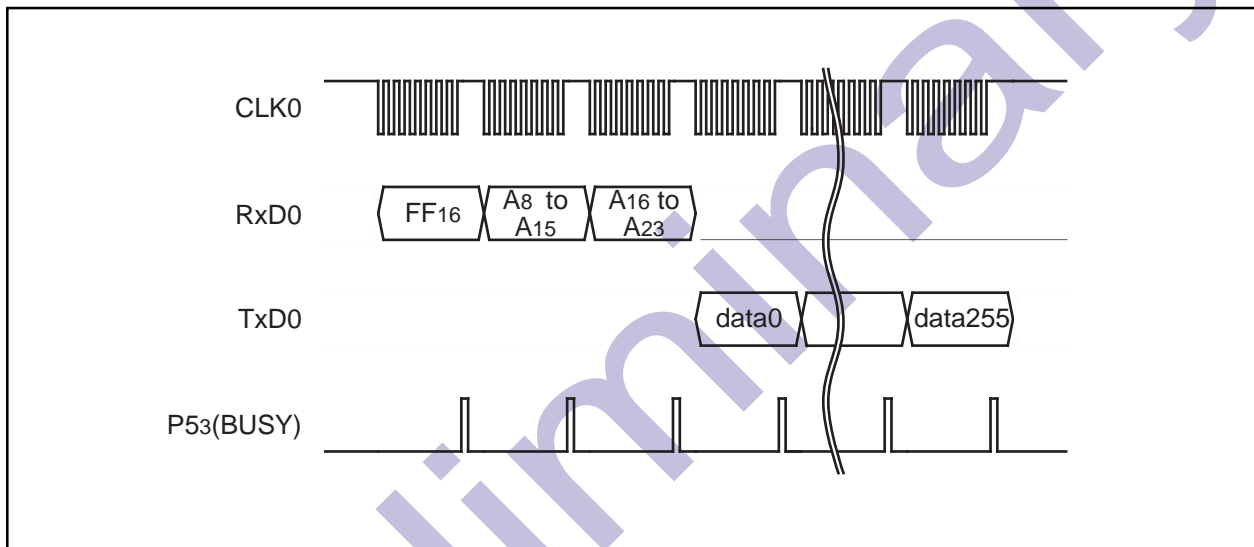 CLK0
RxD0
FF16
A8 to
A15
A16 to
A23
TxD0
data0
data255
P53(BUSY)